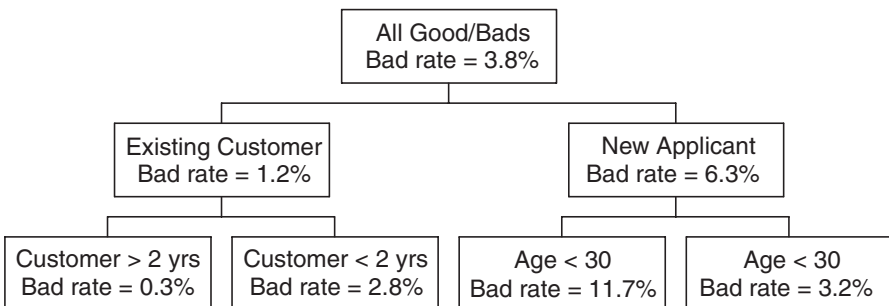 All Good/Bads
Bad rate = 3.8%
Existing Customer
Bad rate = 1.2%
New Applicant
Bad rate = 6.3%
Customer > 2 yrs
Bad rate = 0.3%
Customer < 2 yrs
Bad rate = 2.8%
Age < 30
Bad rate = 11.7%
Age < 30
Bad rate = 3.2%